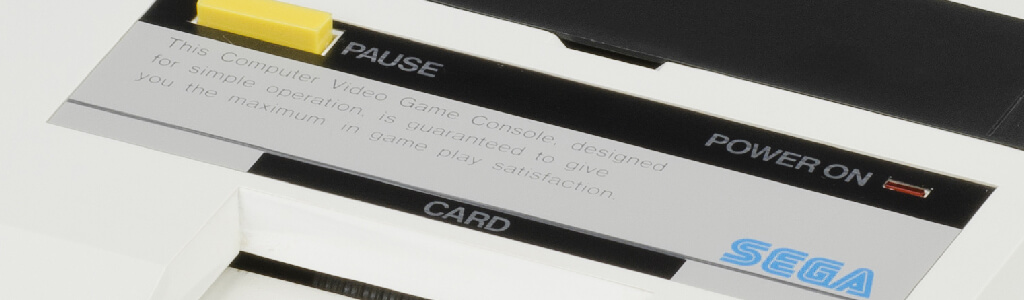 PAUSE
This Computer Video Game Console, designed
for simple operation, is guaranteed to give
you the maximum in game play satisfaction.
POWER ON
CARD
SEGA